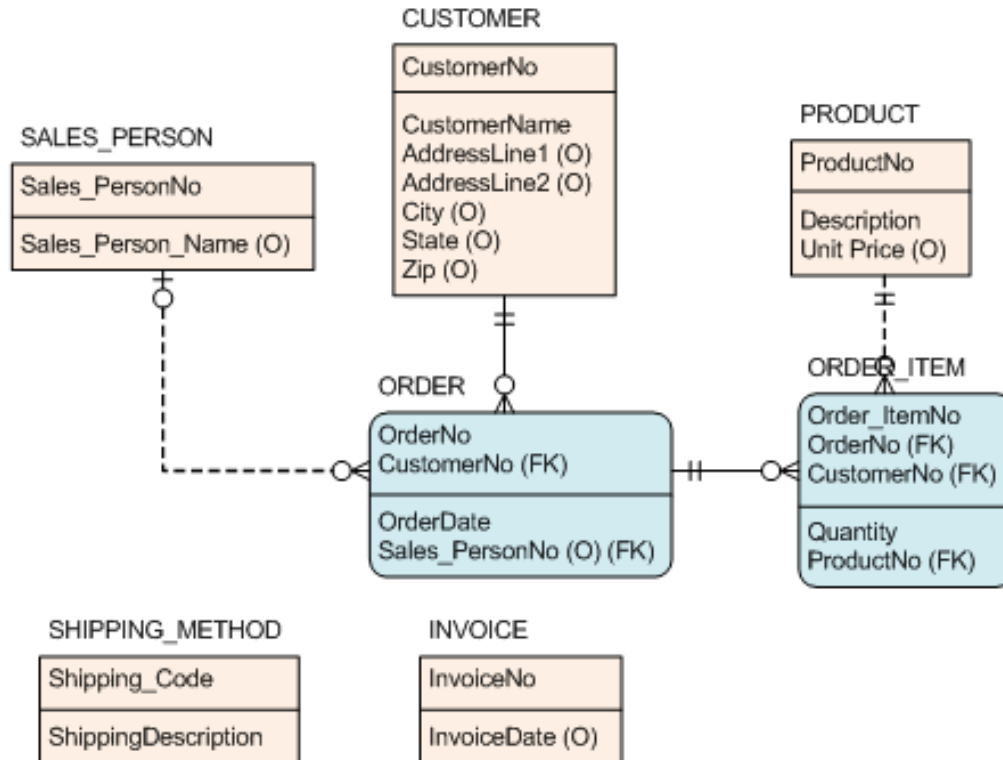 CUSTOMER
CustomerNo
CustomerName
AddressLine1 (O)
AddressLine2 (O)
City (O)
State (O)
Zip (O)
SALES_PERSON
Sales_PersonNo
Sales_Person_Name (O)
PRODUCT
ProductNo
Description
Unit Price (O)
ORDER
OrderNo
CustomerNo (FK)
OrderDate
Sales_PersonNo (O) (FK)
ORDER_ITEM
Order_ItemNo
OrderNo (FK)
CustomerNo (FK)
Quantity
ProductNo (FK)
SHIPPING_METHOD
Shipping_Code
ShippingDescription
INVOICE
InvoiceNo
InvoiceDate (O)